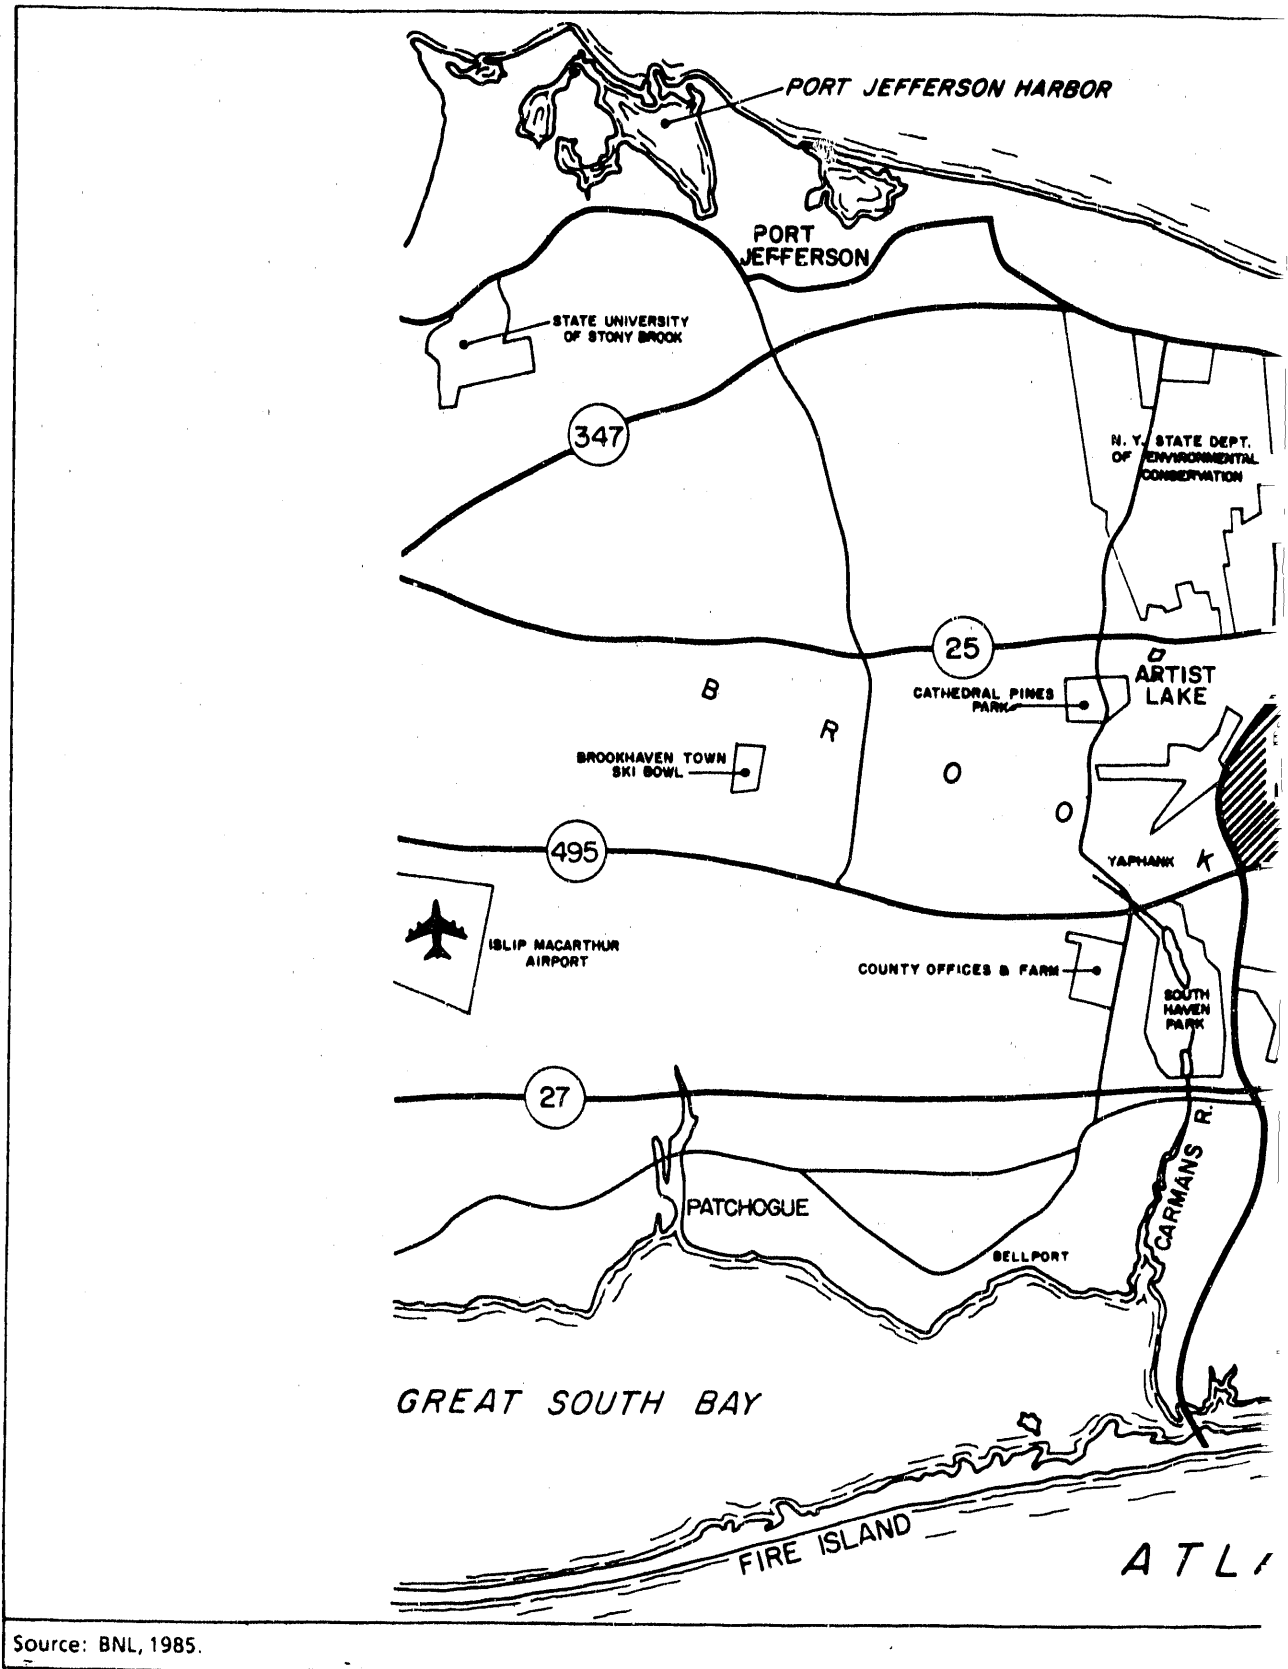 PORT JEFFERSON HARBOR
PORT
JEFFERSON
STATE UNIVERSITY
OF STONY BROOK
347
N. Y. STATE DEPT.
OF ENVIRONMENTAL
CONSERVATION
25
ARTIST
LAKE
CATHEDRAL PINES
PARK
B
R
O
O
K
BROOKHAVEN TOWN
SKI BOWL
495
YAPHANK
ISLIP MACARTHUR
AIRPORT
COUNTY OFFICES & FARM
SOUTH
HAVEN
PARK
27
CARMANS R.
PATCHOGUE
BELLPORT
GREAT SOUTH BAY
FIRE ISLAND
ATL
Source: BNL, 1985.